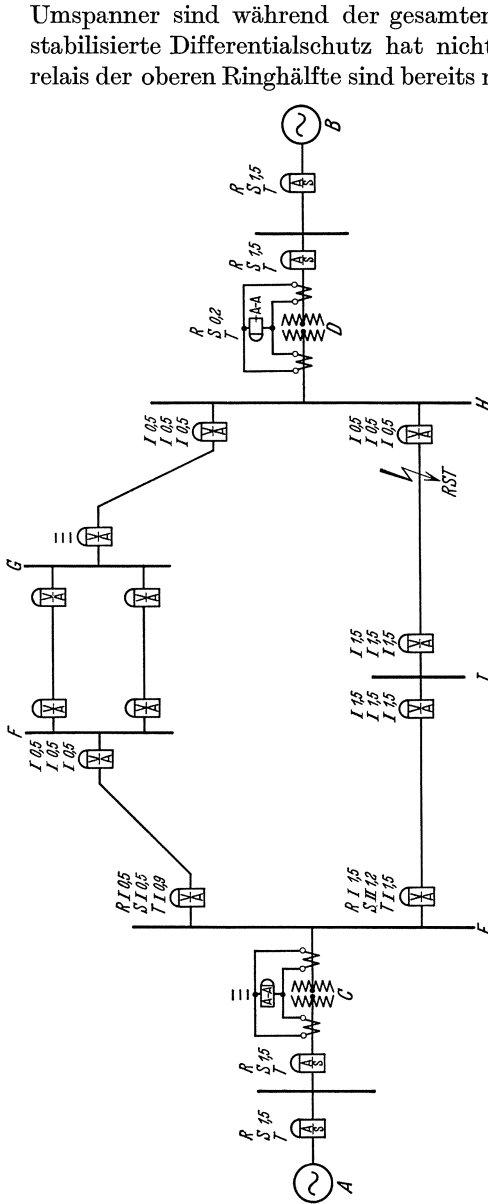 Umspanner sind während der gesamten
stabilisierte Differentialschutz hat nicht
relais der oberen Ringhälfte sind bereits
B
R
S 1,5
T
A
s
R
S 1,5
T
A
s
R
S 0,2
T
A-A
D
H
I 0,5
I 0,5
I 0,5
V
A
I 0,5
I 0,5
I 0,5
V
A
RST
G
V
A
V
A
V
A
V
A
V
A
F
I 0,5
I 0,5
I 0,5
V
A
I 1,5
I 1,5
I 1,5
V
A
I 1,5
I 1,5
I 1,5
V
A
R I 0,5
S I 0,5
T I 0,9
V
A
R I 1,5
S III 1,2
T I 1,5
V
A
E
A-A
C
R
S 1,5
T
A
s
R
S 1,5
T
A
s
A